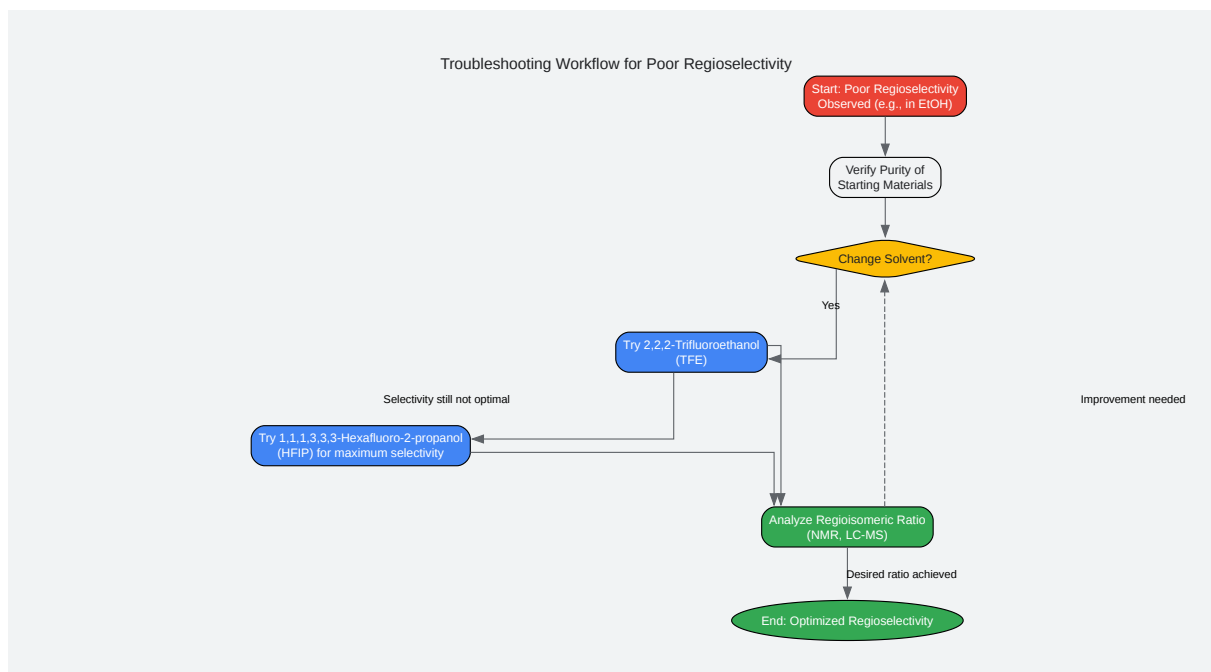 Troubleshooting Workflow for Poor Regioselectivity
Start: Poor Regioselectivity
Observed (e.g., in EtOH)
Verify Purity of
Starting Materials
Change Solvent?
Yes
Try 2,2,2-Trifluoroethanol
(TFE)
Selectivity still not optimal
Improvement needed
Try 1,1,1,3,3,3-Hexafluoro-2-propanol
(HFIP) for maximum selectivity
Analyze Regioisomeric Ratio
(NMR, LC-MS)
Desired ratio achieved
End: Optimized Regioselectivity